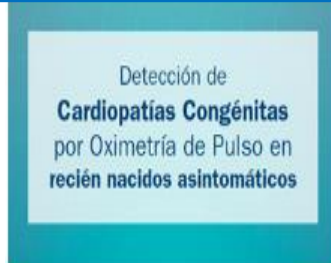 Detección de
Cardiopatías Congénitas
por Oximetría de Pulso en
recién nacidos asintomáticos